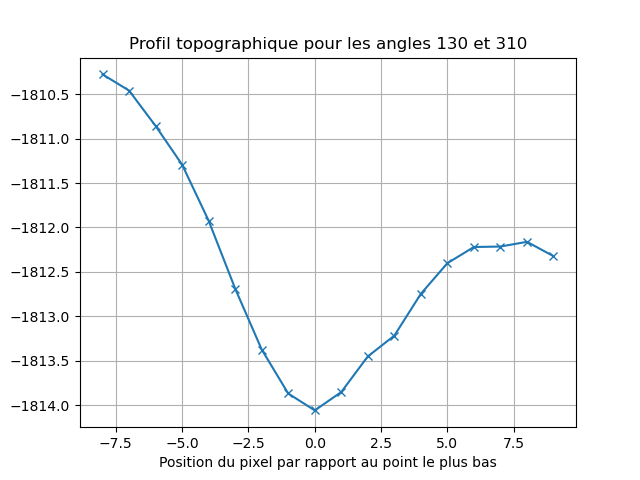 Profil topographique pour les angles 130 et 310
−1810.5
−1811.0
−1811.5
−1812.0
−1812.5
−1813.0
−1813.5
−1814.0
−7.5 −5.0 −2.5 0.0 2.5 5.0 7.5
Position du pixel par rapport au point le plus bas